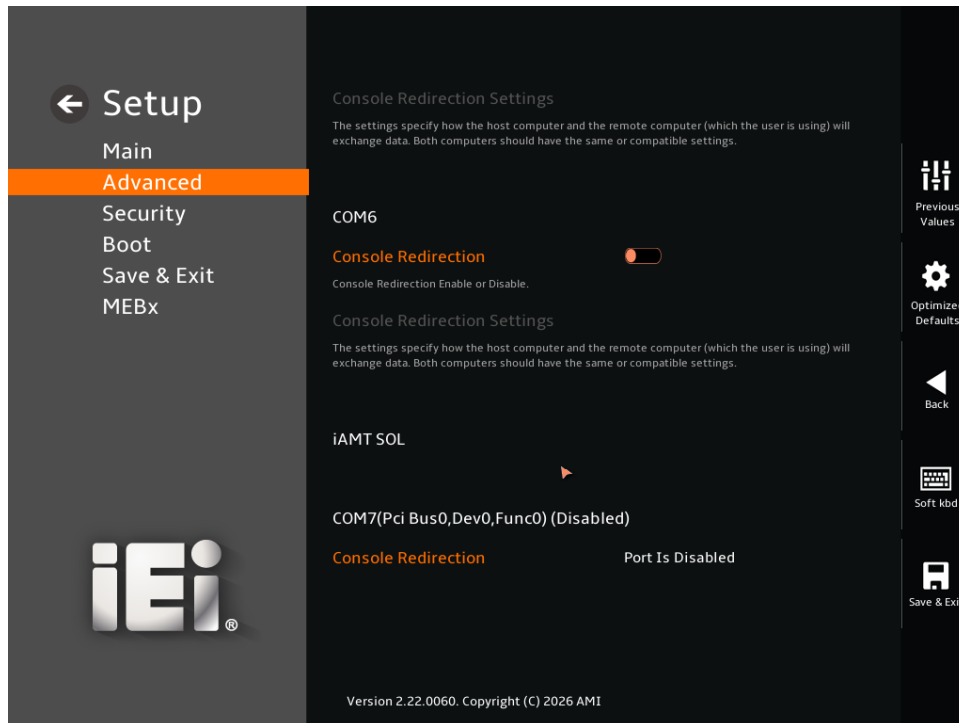 Setup
Main
Advanced
Security
Boot
Save & Exit
MEBx
iEi®
Console Redirection Settings
The settings specify how the host computer and the remote computer (which the user is using) will
exchange data. Both computers should have the same or compatible settings.
COM6
Console Redirection
Console Redirection Enable or Disable.
Console Redirection Settings
The settings specify how the host computer and the remote computer (which the user is using) will
exchange data. Both computers should have the same or compatible settings.
iAMT SOL
COM7(Pci Bus0,Dev0,Func0) (Disabled)
Console Redirection
Port Is Disabled
Version 2.22.0060. Copyright (C) 2026 AMI
Previous
Values
Optimize
Defaults
Back
Soft kbd
Save & Exi